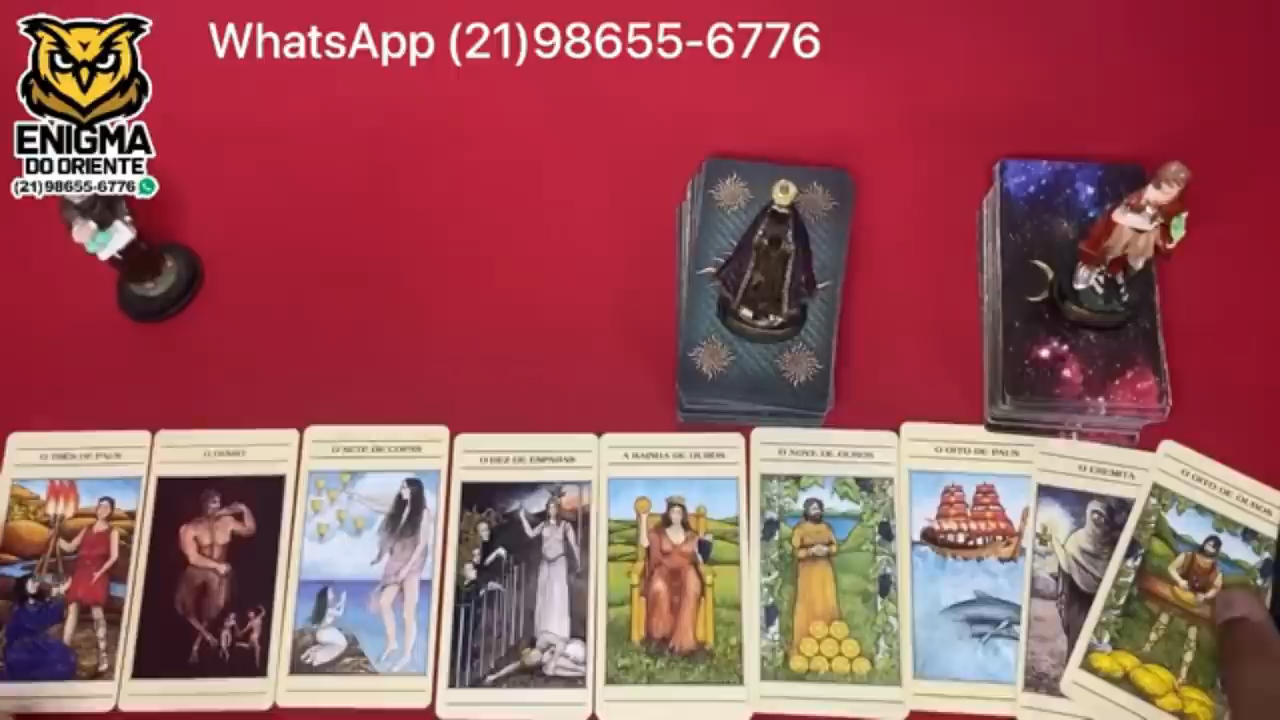 WhatsApp (21)98655-6776
ENIGMA
DO ORIENTE
(21)98655-6776
O TRÊS DE PAUS
O DIABO
O SETE DE COPAS
O DEZ DE ESPADAS
A RAINHA DE OUROS
O NOVE DE OUROS
O OITO DE PAUS
O EREMITA
O OITO DE OUROS